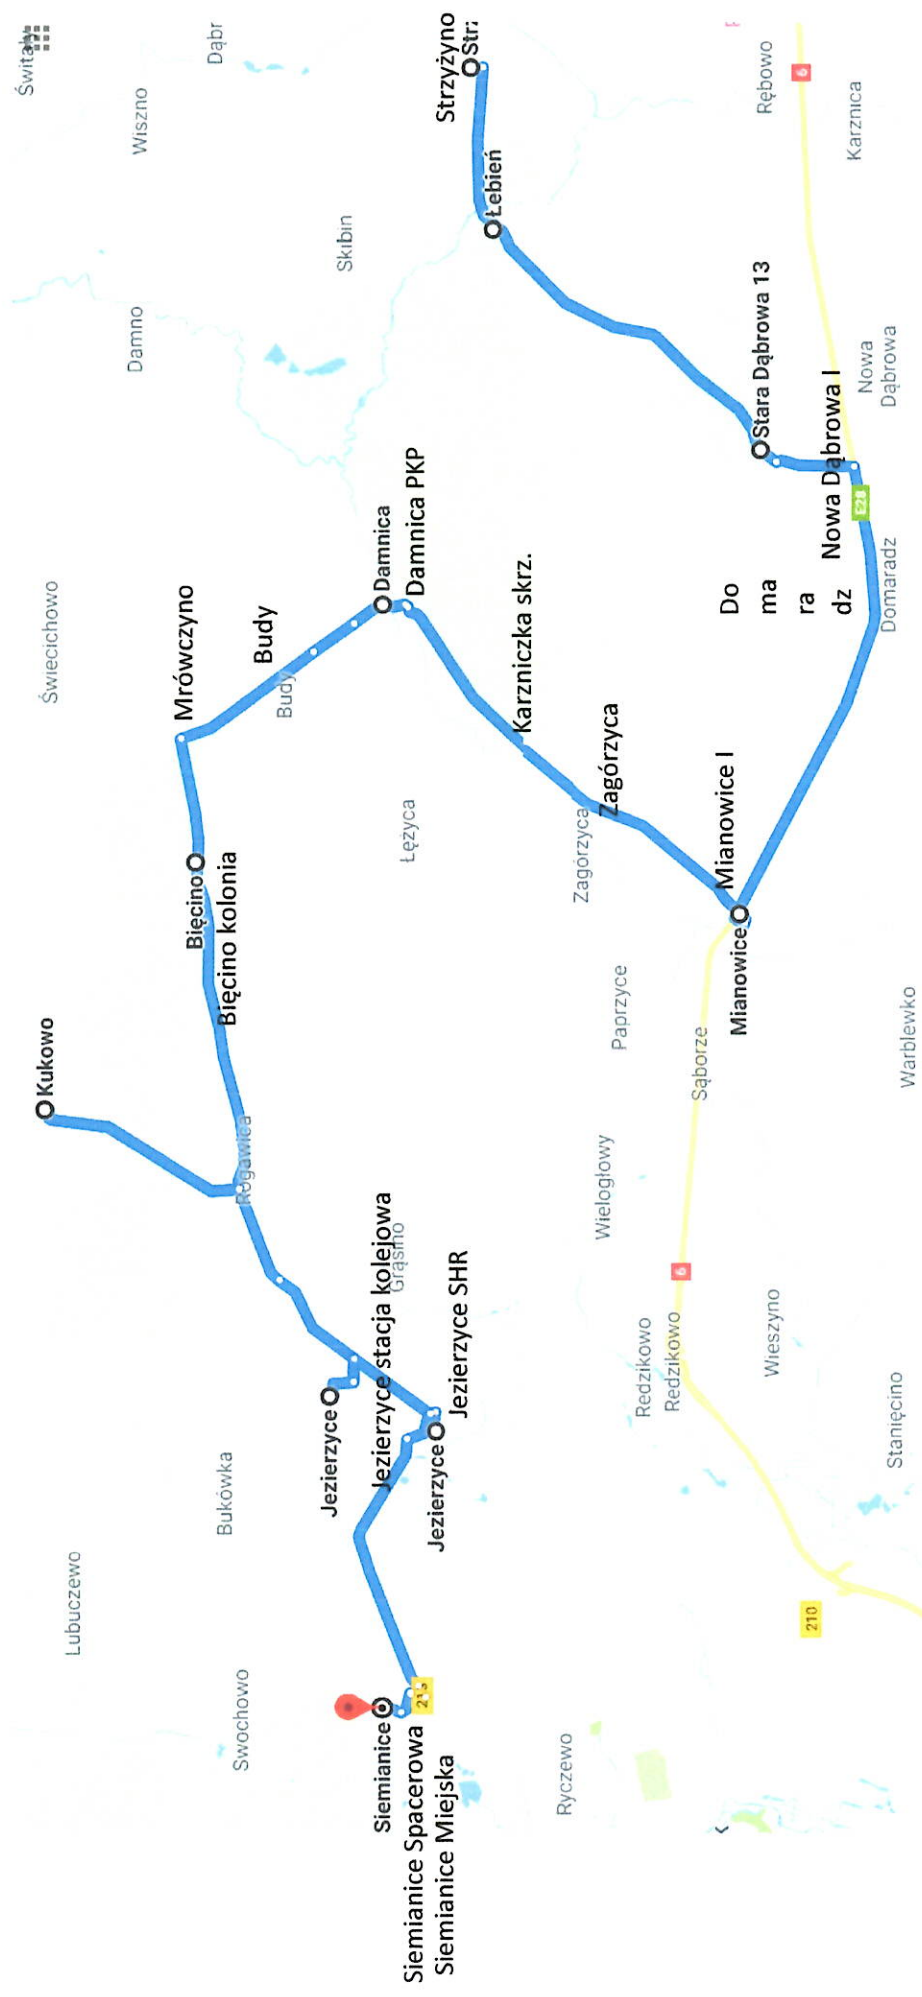 Świtały
Wiszno
Dąbr
Strzyżyno
Str
Rębowo
6
Karznica
Łebień
Skibin
Damno
Stara Dąbrowa 13
Nowa
Dąbrowa
Nowa Dąbrowa I
E28
Domaradz
Do
ma
ra
dz
Damnica
Damnica PKP
Święcichowo
Mrówczyno
Budy
Budy
Karzniczka skrz.
Zagórzyca
Zagórzyca
Łężyca
Mianowice I
Mianowice
Bięcino
Bięcino kolonia
Paprzyce
Sąborze
Warblewko
Kukowo
Rogawica
Wielogłowy
6
Grąsino
Jezierzyce stacja kolejowa
Jezierzyce SHR
Jezierzyce
Jezierzyce
Redzikowo
Redzikowo
Wieszyno
Stanięcino
Bukówka
Lubuczewo
210
Swochowo
Siemianice
213
Siemianice Spacerowa
Siemianice Miejska
Ryczewo